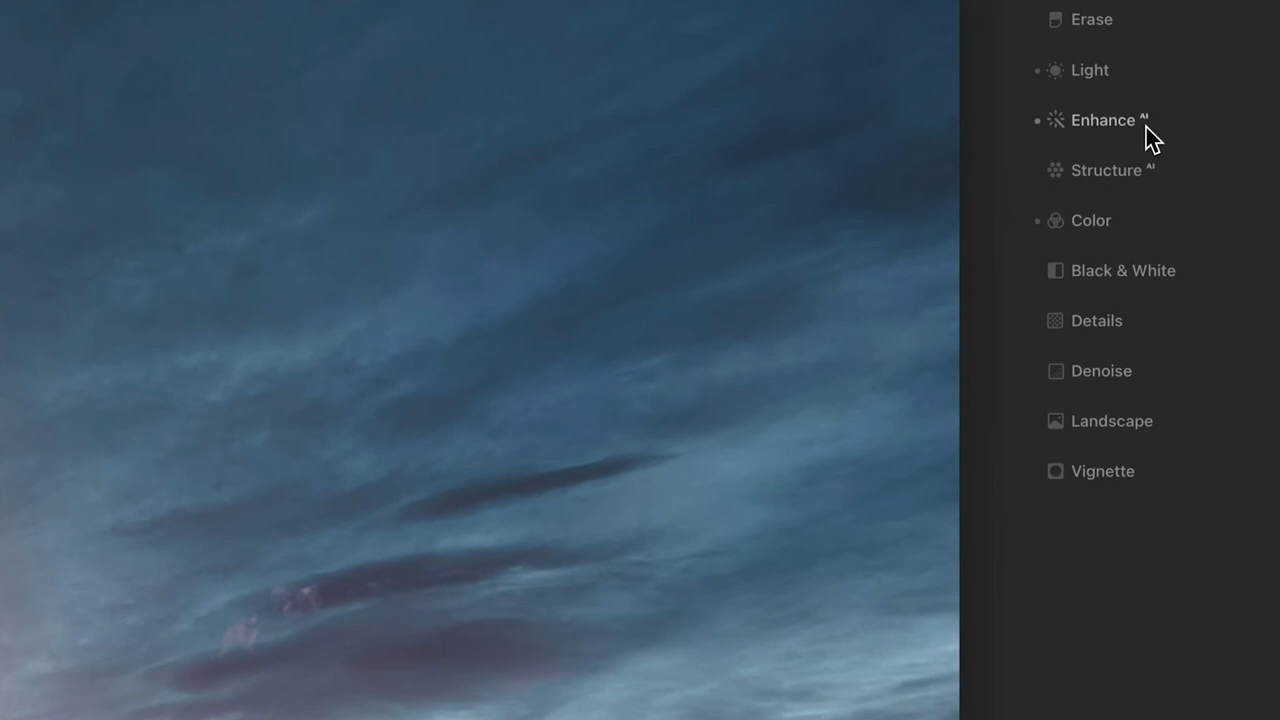 Erase
Light
Enhance AI
Structure AI
Color
Black & White
Details
Denoise
Landscape
Vignette